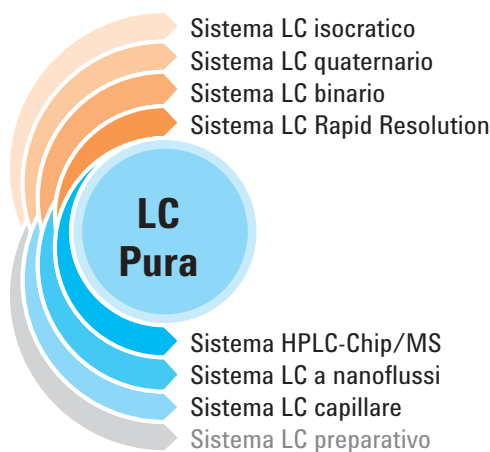 Sistema LC isocratico
Sistema LC quaternario
Sistema LC binario
Sistema LC Rapid Resolution
LC
Pura
Sistema HPLC-Chip/MS
Sistema LC a nanoflussi
Sistema LC capillare
Sistema LC preparativo